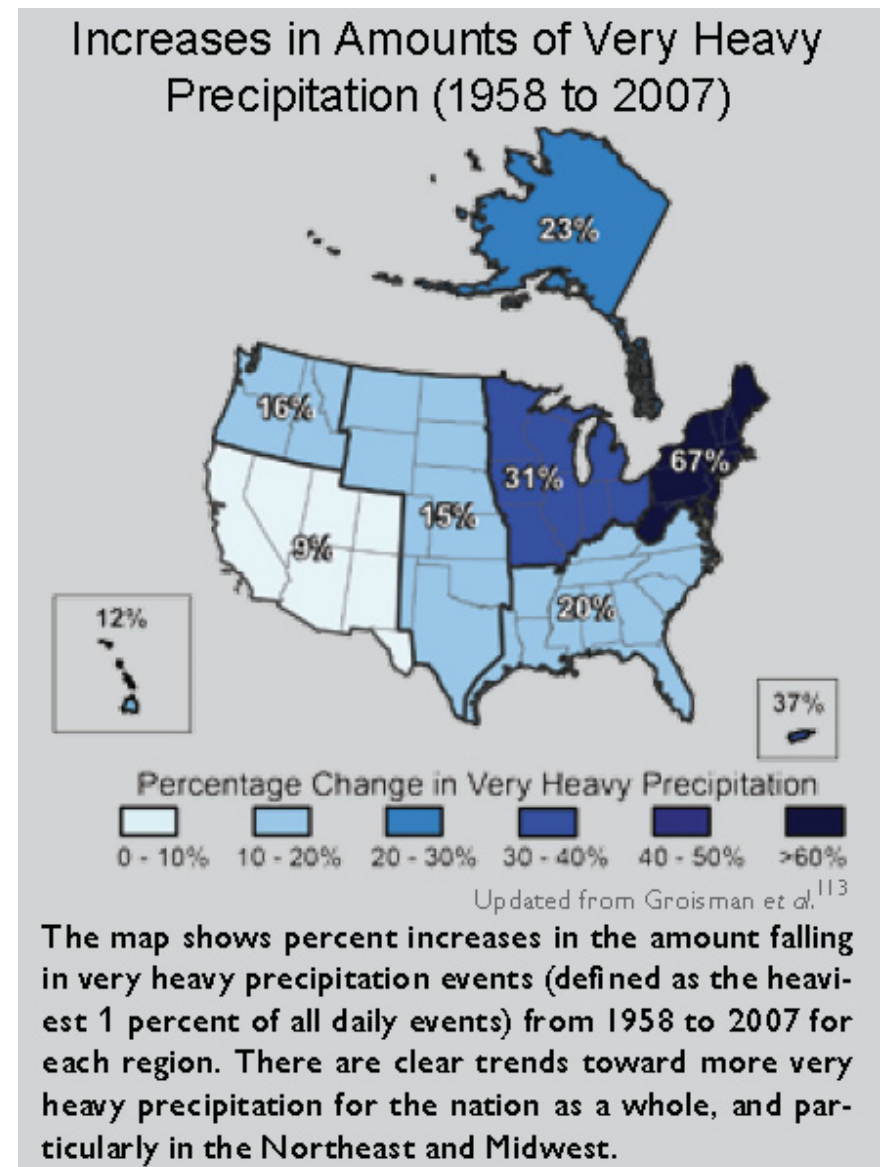 Increases in Amounts of Very Heavy
Precipitation (1958 to 2007)
23%
16%
67%
31%
15%
9%
20%
12%
37%
Percentage Change in Very Heavy Precipitation
0 - 10% 10 - 20% 20 - 30% 30 - 40% 40 - 50% >60%
Updated from Groisman et al.113
The map shows percent increases in the amount falling
in very heavy precipitation events (defined as the heavi-
est 1 percent of all daily events) from 1958 to 2007 for
each region. There are clear trends toward more very
heavy precipitation for the nation as a whole, and par-
ticularly in the Northeast and Midwest.